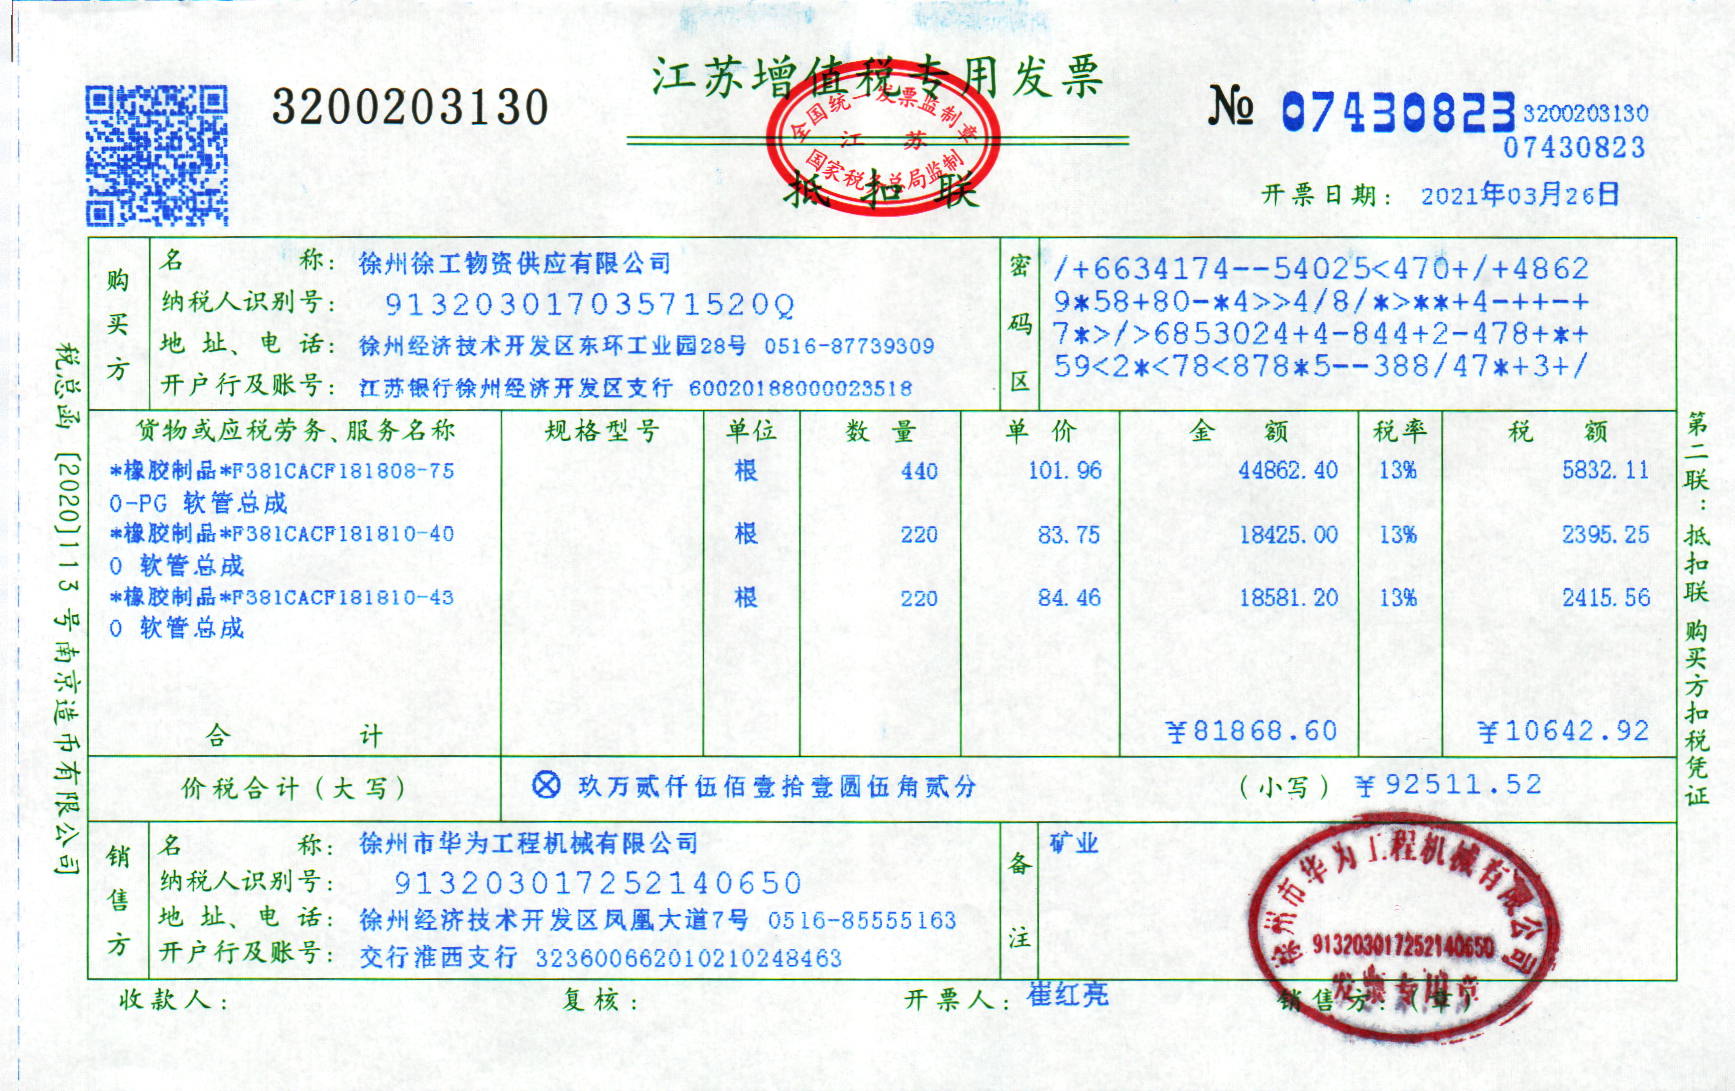 江苏增值税专用发票
3200203130
全国统一发票监制章
江苏
国家税务总局监制
抵扣联
№ 07430823
3200203130
07430823
开票日期: 2021年03月26日
购买方
名称: 徐州徐工物资供应有限公司
纳税人识别号: 91320301703571520Q
地址、电话: 徐州经济技术开发区东环工业园28号 0516-87739309
开户行及账号: 江苏银行徐州经济开发区支行 60020188000023518
密码区
/+6634174--54025<470+/+4862
9*58+80-*4>>4/8/*>**+4-++-+
7*>/>6853024+4-844+2-478+*+
59<2*<78<878*5--388/47*+3+/
货物或应税劳务、服务名称 规格型号 单位 数量 单价 金额 税率 税额
*橡胶制品*F381CACF181808-75 根 440 101.96 44862.40 13% 5832.11
0-PG 软管总成
*橡胶制品*F381CACF181810-40 根 220 83.75 18425.00 13% 2395.25
0 软管总成
*橡胶制品*F381CACF181810-43 根 220 84.46 18581.20 13% 2415.56
0 软管总成
合计 ¥81868.60 ¥10642.92
价税合计(大写) ⊗玖万贰仟伍佰壹拾壹圆伍角贰分 (小写) ¥92511.52
销售方
名称: 徐州市华为工程机械有限公司
纳税人识别号: 913203017252140650
地址、电话: 徐州经济技术开发区凤凰大道7号 0516-85555163
开户行及账号: 交行淮西支行 323600662010210248463
备注
矿业
徐州市华为工程机械有限公司
913203017252140650
发票专用章
收款人: 复核: 开票人: 崔红亮 销售方:(章)
税总函[2020]113号南京造币有限公司
第二联:抵扣联 购买方扣税凭证